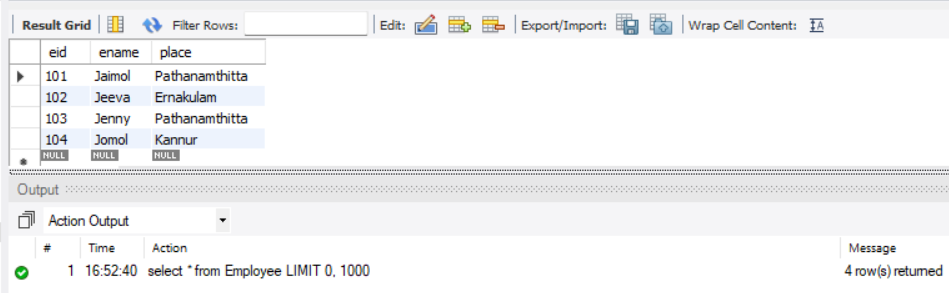 Result Grid Filter Rows: Edit: Export/Import: Wrap Cell Content: IA
eid ename place
101 Jaimol Pathanamthitta
102 Jeeva Ernakulam
103 Jenny Pathanamthitta
104 Jomol Kannur
NULL NULL NULL
Output
Action Output
# Time Action Message
1 16:52:40 select * from Employee LIMIT 0, 1000 4 row(s) returned